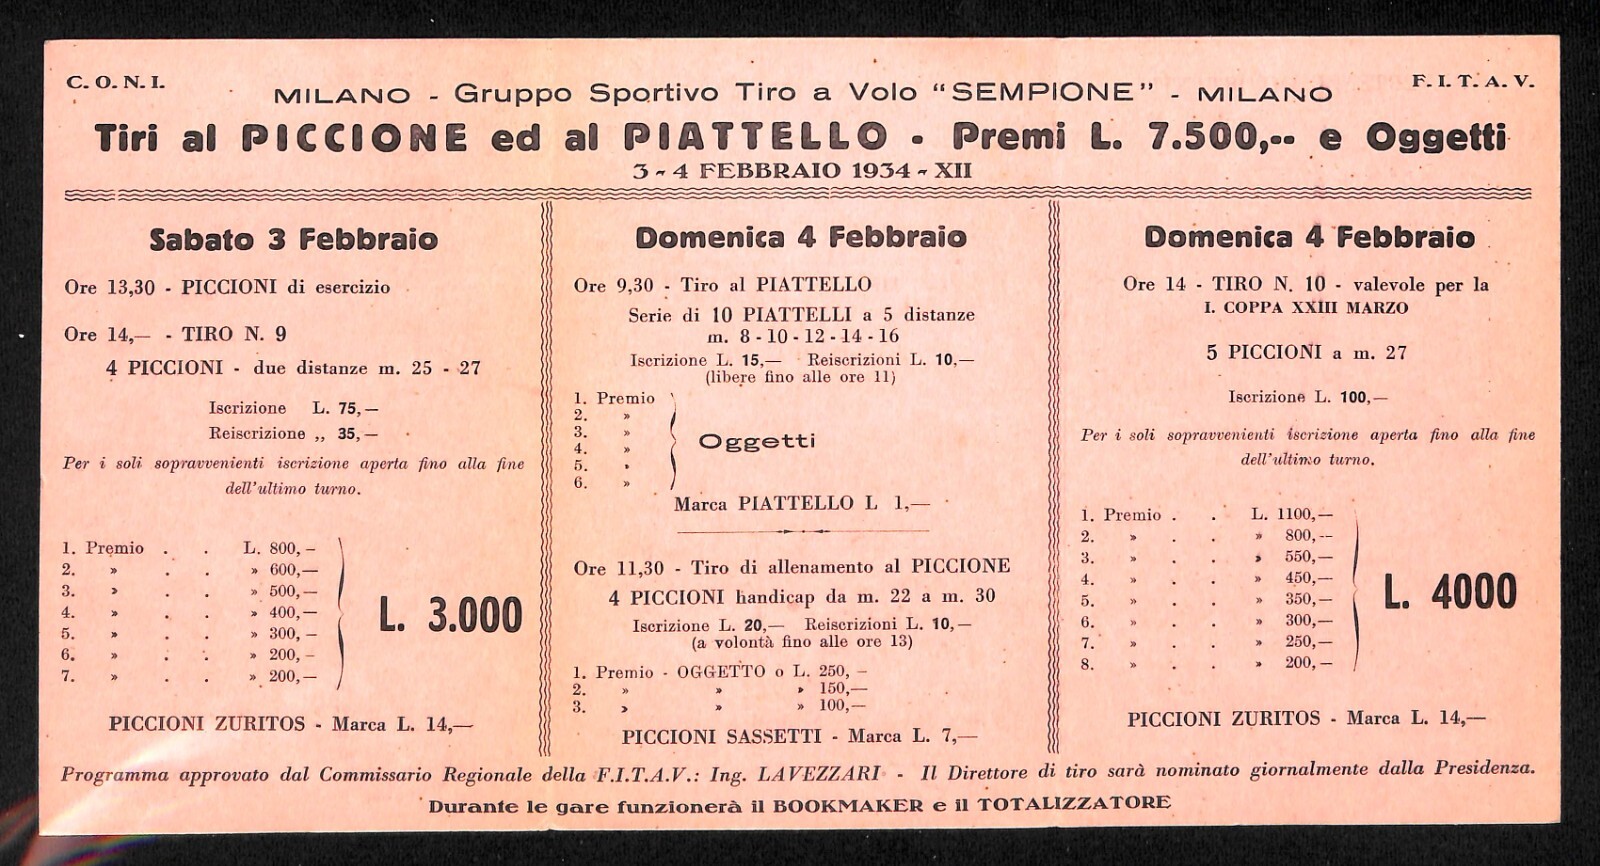 C. O. N. I.
F. I. T. A. V.
MILANO - Gruppo Sportivo Tiro a Volo “SEMPIONE” - MILANO
Tiri al PICCIONE ed al PIATTELLO - Premi L. 7.500,-- e Oggetti
3 - 4 FEBBRAIO 1934 - XII
Sabato 3 Febbraio
Ore 13,30 - PICCIONI di esercizio
Ore 14,— - TIRO N. 9
4 PICCIONI - due distanze m. 25 - 27
Iscrizione L. 75,—
Reiscrizione ,, 35,—
Per i soli sopravvenienti iscrizione aperta fino alla fine
dell'ultimo turno.
1. Premio . . L. 800,-
2. » . . » 600,—
3. » . . » 500,—
4. » . . » 400,—
5. » . . » 300,-
6. » . . » 200,-
7. » . . » 200,—
L. 3.000
PICCIONI ZURITOS - Marca L. 14,—
Domenica 4 Febbraio
Ore 9,30 - Tiro al PIATTELLO
Serie di 10 PIATTELLI a 5 distanze
m. 8 - 10 - 12 - 14 - 16
Iscrizione L. 15,— Reiscrizioni L. 10,—
(libere fino alle ore 11)
1. Premio
2. »
3. »
4. »
5. »
6. »
Oggetti
Marca PIATTELLO L 1,—
Ore 11,30 - Tiro di allenamento al PICCIONE
4 PICCIONI handicap da m. 22 a m. 30
Iscrizione L. 20,— Reiscrizioni L. 10,—
(a volontà fino alle ore 13)
1. Premio - OGGETTO o L. 250, -
2. » » » 150,—
3. » » » 100,—
PICCIONI SASSETTI - Marca L. 7,—
Domenica 4 Febbraio
Ore 14 - TIRO N. 10 - valevole per la
I. COPPA XXIII MARZO
5 PICCIONI a m. 27
Iscrizione L. 100,—
Per i soli sopravvenienti iscrizione aperta fino alla fine
dell'ultimo turno.
1. Premio . . L. 1100,—
2. » . . » 800,--
3. » . . » 550,—
4. » . . » 450,—
5. » . . » 350,—
6. » . . » 300,—
7. » . . » 250,—
8. » . . » 200,—
L. 4000
PICCIONI ZURITOS - Marca L. 14,—
Programma approvato dal Commissario Regionale della F.I.T.A.V.: Ing. LAVEZZARI - Il Direttore di tiro sarà nominato giornalmente dalla Presidenza.
Durante le gare funzionerà il BOOKMAKER e il TOTALIZZATORE